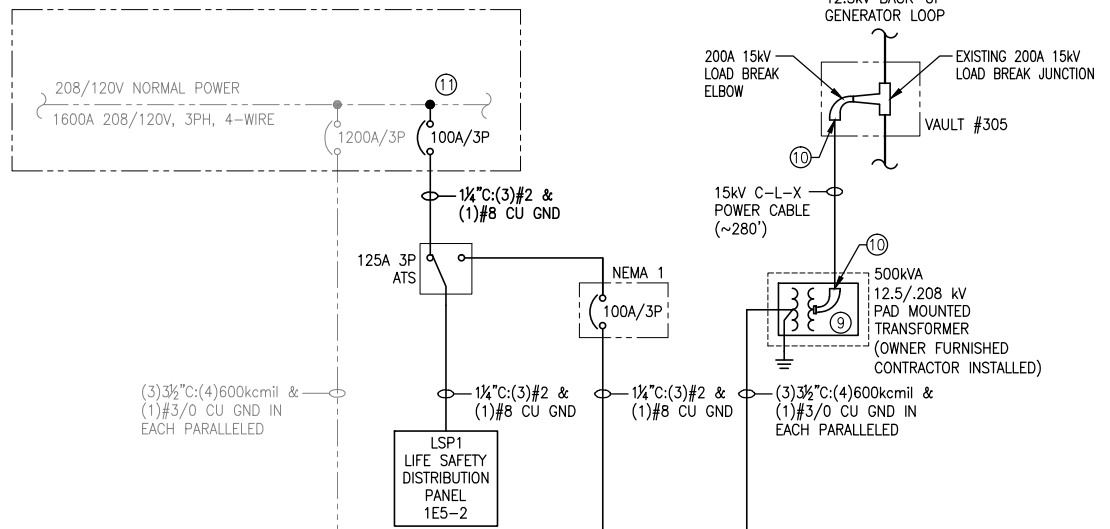 12.5kV BACK-UP
GENERATOR LOOP
200A 15kV
LOAD BREAK
ELBOW
EXISTING 200A 15kV
LOAD BREAK JUNCTION
VAULT #305
10
208/120V NORMAL POWER
1600A 208/120V, 3PH, 4-WIRE
11
1200A/3P
100A/3P
1¼"C:(3)#2 &
(1)#8 CU GND
15kV C-L-X
POWER CABLE
(~280')
10
125A 3P
ATS
NEMA 1
100A/3P
500kVA
12.5/.208 kV
PAD MOUNTED
TRANSFORMER
(OWNER FURNISHED
CONTRACTOR INSTALLED)
9
(3)3½"C:(4)600kcmil &
(1)#3/0 CU GND IN
EACH PARALLELED
1¼"C:(3)#2 &
(1)#8 CU GND
1¼"C:(3)#2 &
(1)#8 CU GND
(3)3½"C:(4)600kcmil &
(1)#3/0 CU GND IN
EACH PARALLELED
LSP1
LIFE SAFETY
DISTRIBUTION
PANEL
1E5-2